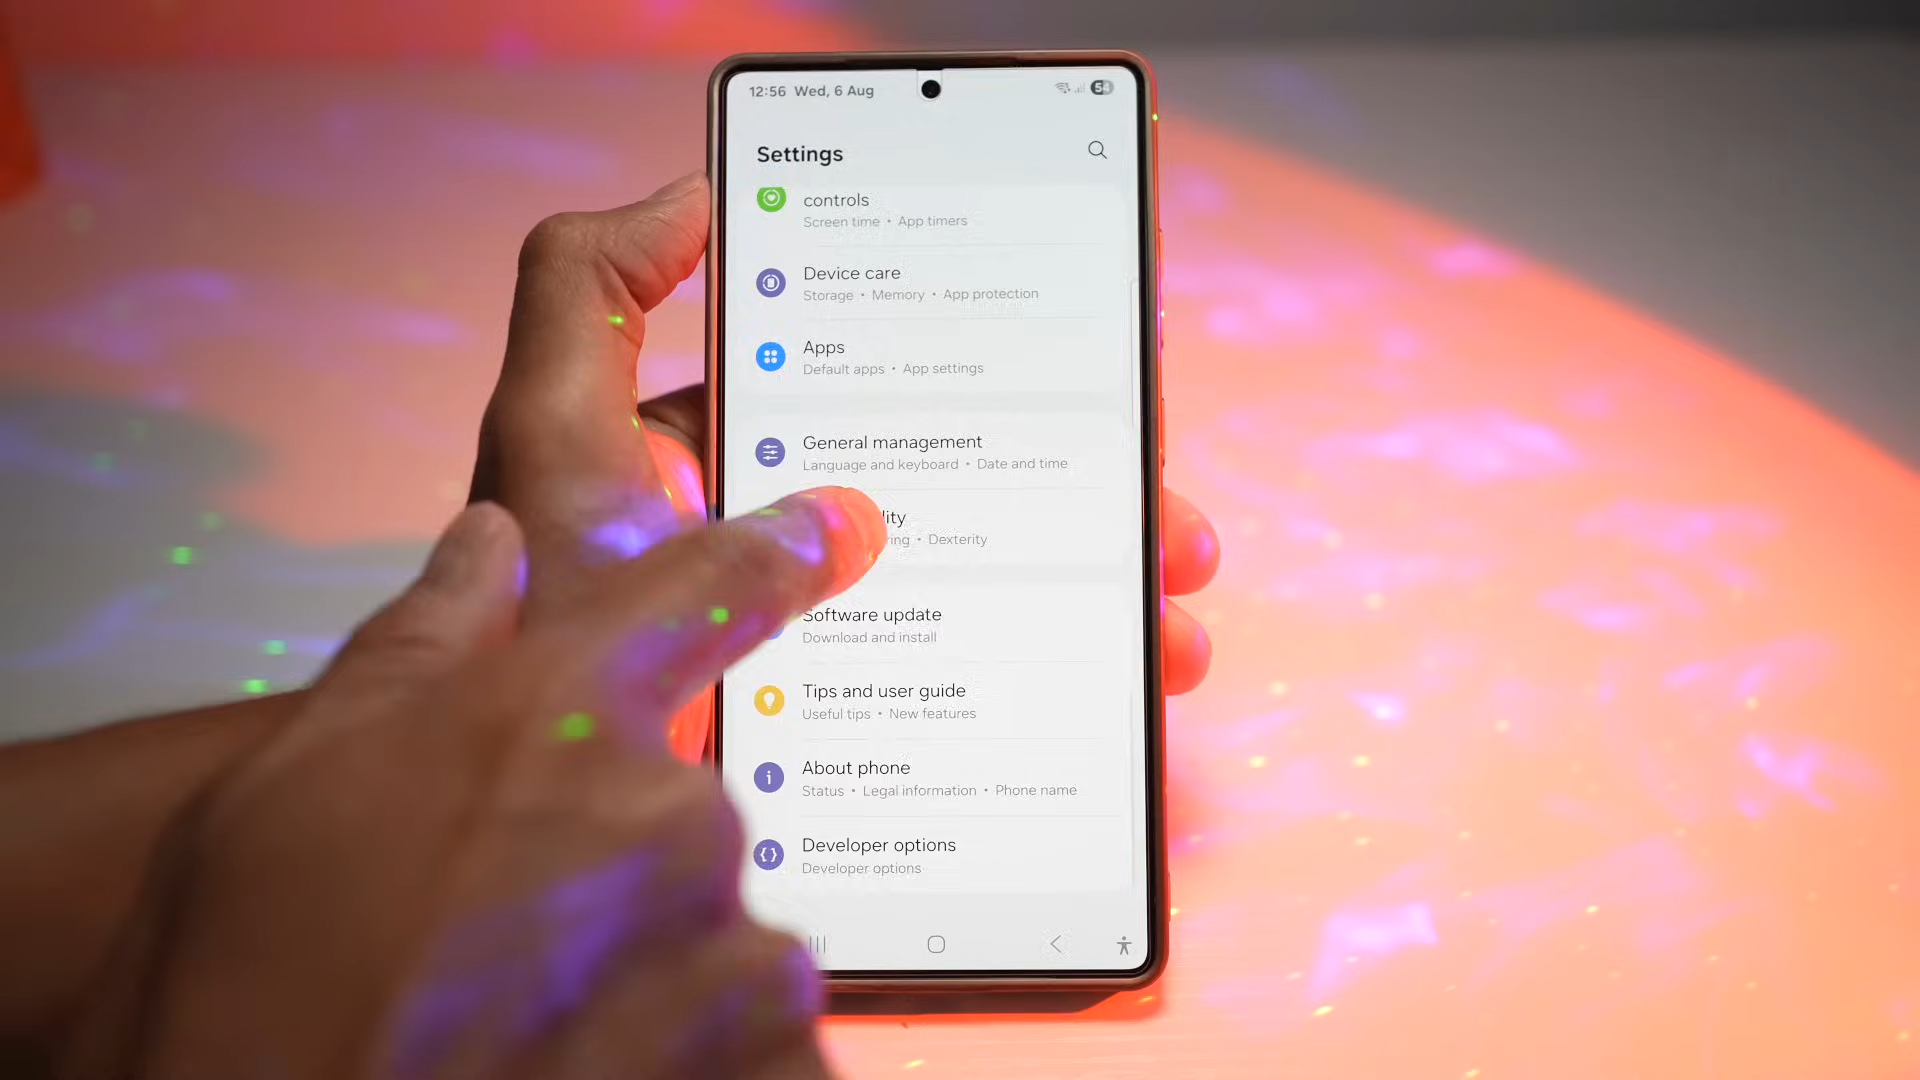 12:56 Wed, 6 Aug
54
Settings
controls
Screen time • App timers
Device care
Storage • Memory • App protection
Apps
Default apps • App settings
General management
Language and keyboard • Date and time
lity
ring • Dexterity
Software update
Download and install
Tips and user guide
Useful tips • New features
About phone
Status • Legal information • Phone name
Developer options
Developer options